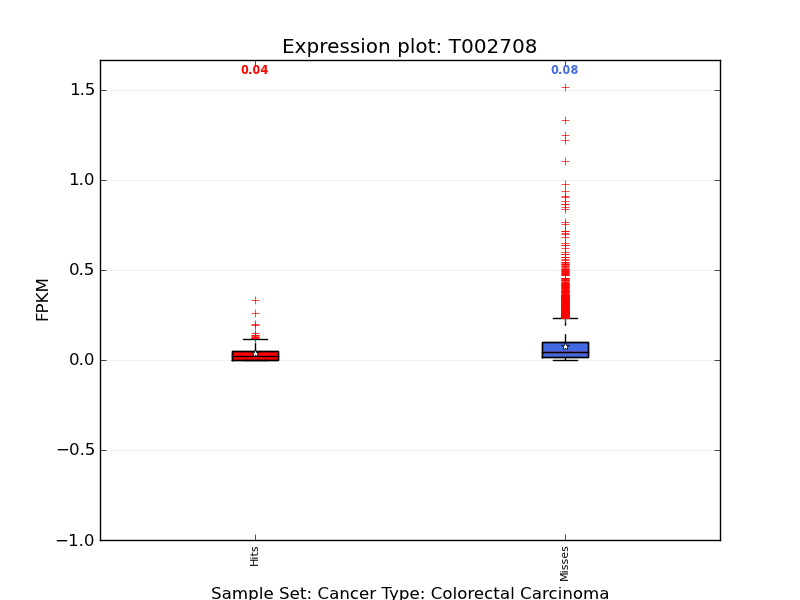 Expression plot: T002708
0.04
0.08
1.5
1.0
0.5
0.0
−0.5
−1.0
FPKM
Hits
Misses
Sample Set: Cancer Type: Colorectal Carcinoma